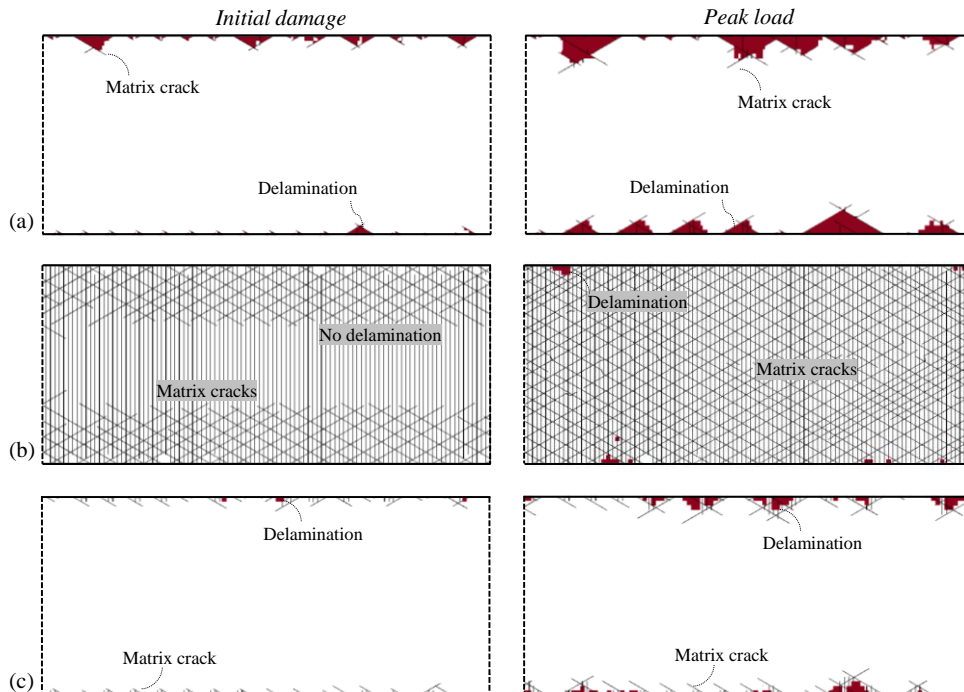 Initial damage
Peak load
Matrix crack
Matrix crack
Delamination
Delamination
(a)
Delamination
No delamination
Matrix cracks
Matrix cracks
(b)
Delamination
Delamination
Matrix crack
Matrix crack
(c)